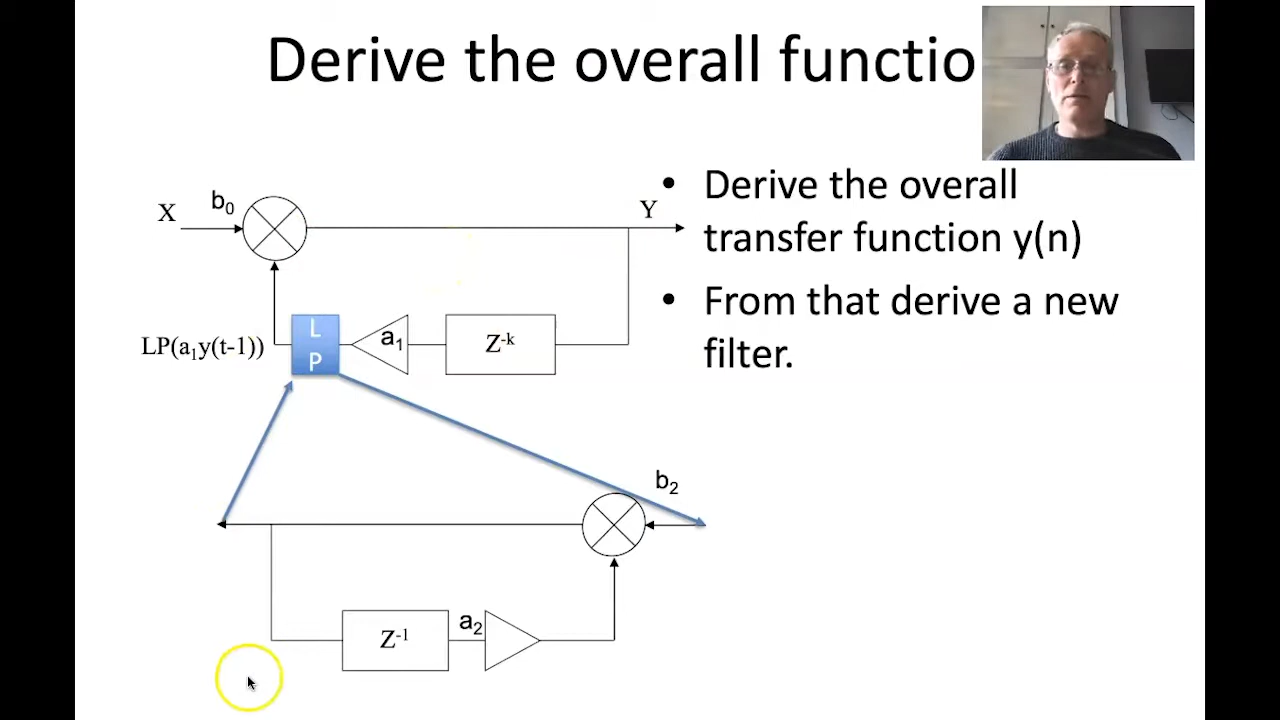 Derive the overall functio
X b₀ Y
LP(a₁y(t-1)) L P a₁ Z⁻ᵏ
• Derive the overall
transfer function y(n)
• From that derive a new
filter.
b₂
Z⁻¹ a₂